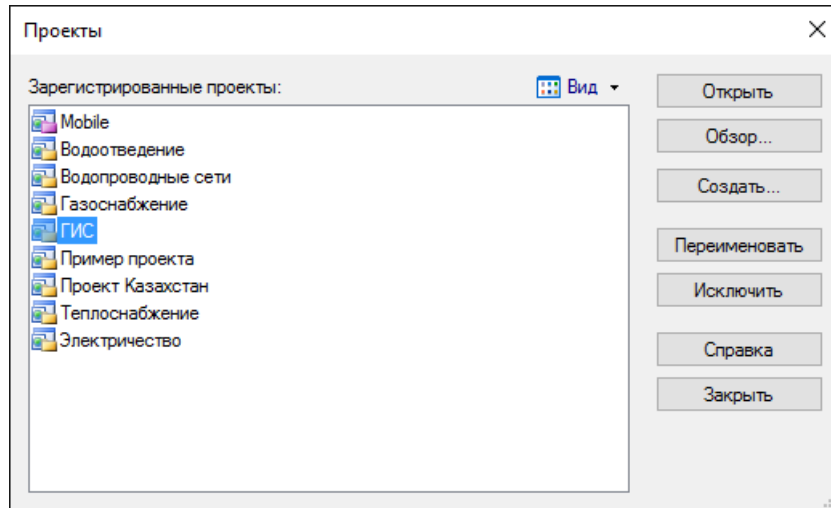 Проекты
Зарегистрированные проекты:
Вид
Mobile
Водоотведение
Водопроводные сети
Газоснабжение
ГИС
Пример проекта
Проект Казахстан
Теплоснабжение
Электричество
Открыть
Обзор...
Создать...
Переименовать
Исключить
Справка
Закрыть